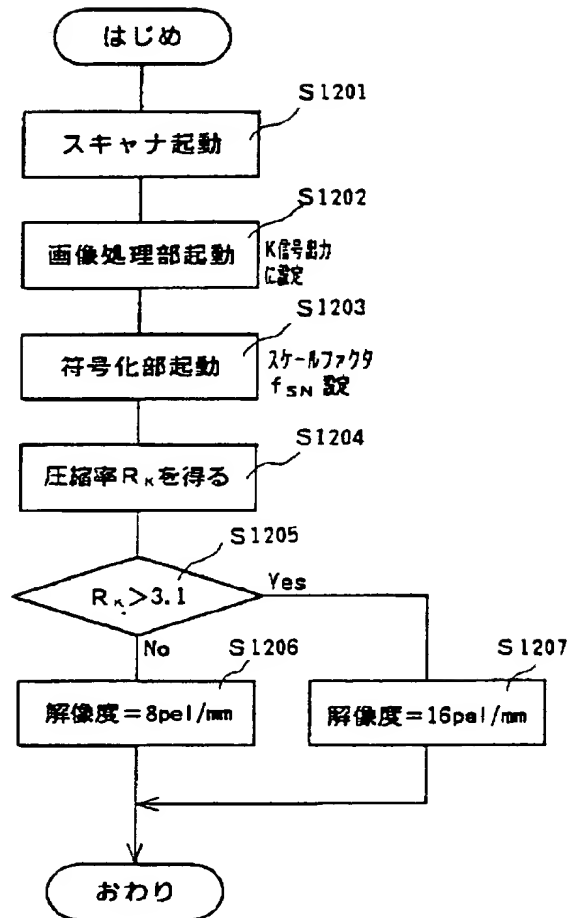 はじめ
S1201
スキャナ起動
S1202
画像処理部起動
K信号出力
に設定
S1203
符号化部起動
スケールファクタ
fSN 設定
S1204
圧縮率RKを得る
S1205
RK>3.1
Yes
No
S1206
S1207
解像度=8pel/mm
解像度=16pel/mm
おわり